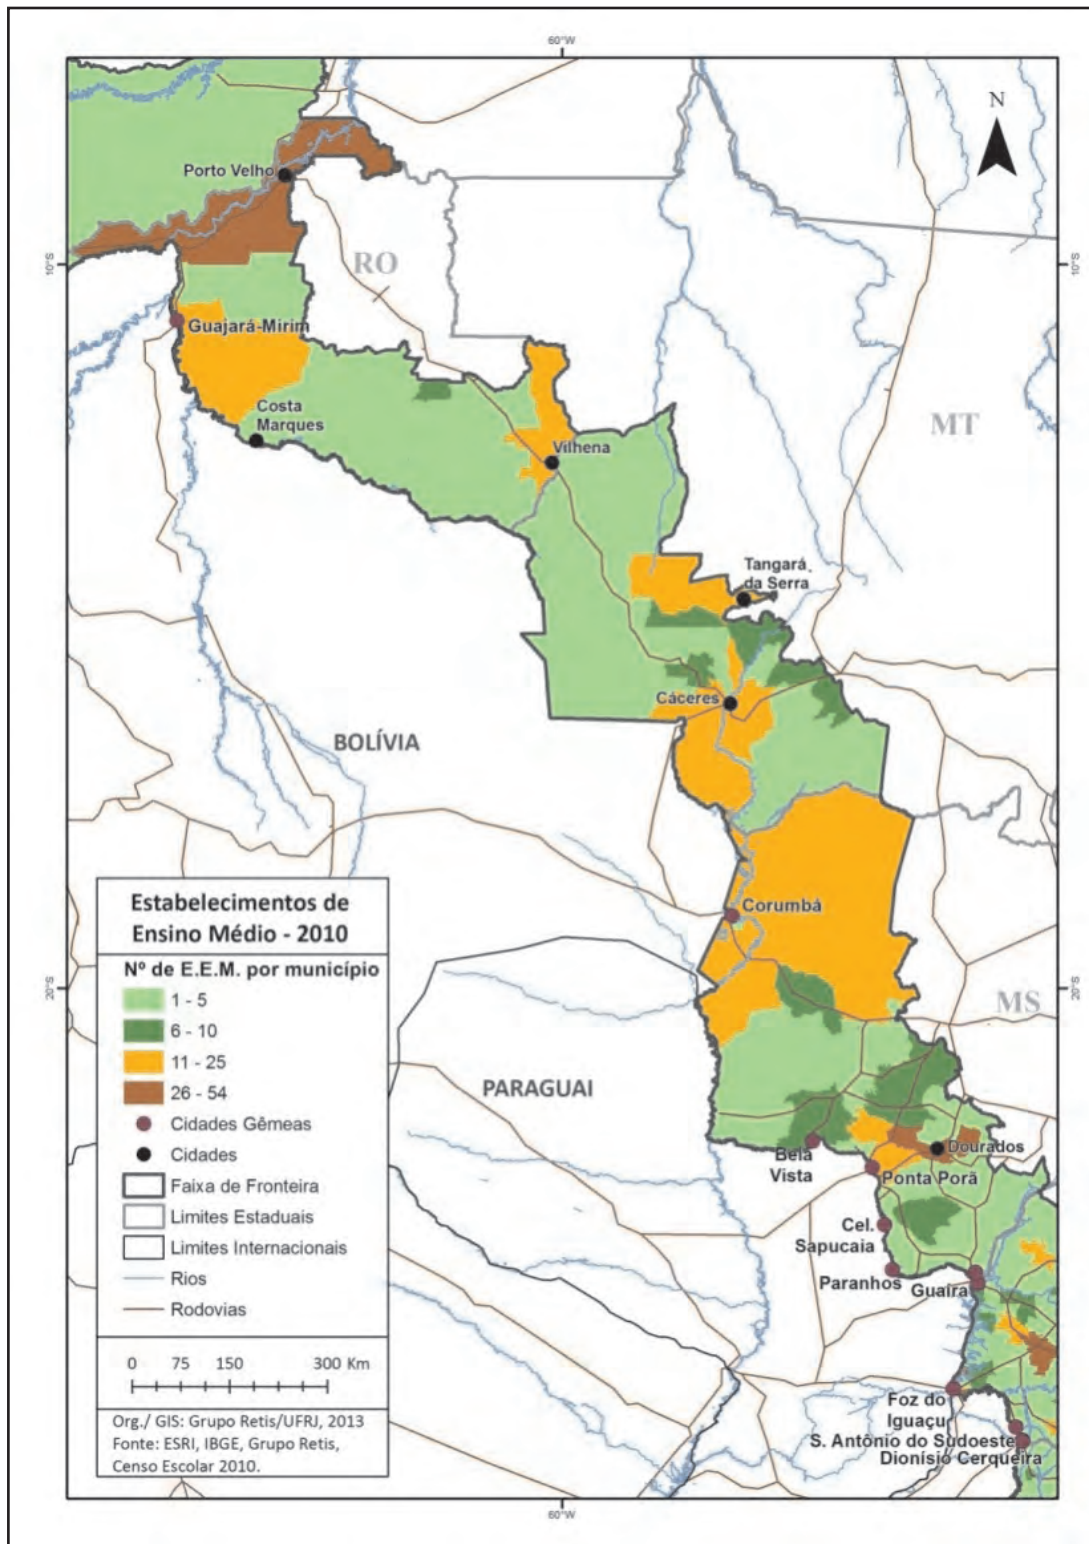 60°W
N
Porto Velho
RO
10°S
10°S
Guajará-Mirim
Costa
Marques
MT
Vilhena
Tangará
da Serra
Cáceres
BOLÍVIA
Corumbá
Estabelecimentos de
Ensino Médio - 2010
Nº de E.E.M. por município
1 - 5
6 - 10
11 - 25
26 - 54
Cidades Gêmeas
Cidades
Faixa de Fronteira
Limites Estaduais
Limites Internacionais
Rios
Rodovias
0 75 150 300 Km
Org./ GIS: Grupo Retis/UFRJ, 2013
Fonte: ESRI, IBGE, Grupo Retis,
Censo Escolar 2010.
20°S
20°S
MS
PARAGUAI
Bela
Vista
Dourados
Ponta Porã
Cel.
Sapucaia
Paranhos
Guaíra
Foz do
Iguaçu
S. Antônio do Sudoeste
Dionísio Cerqueira
60°W